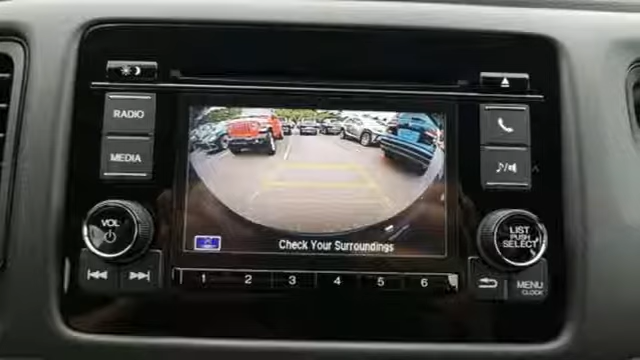 RADIO
MEDIA
VOL
Check Your Surroundings
1 2 3 4 5 6
LIST
PUSH
SELECT
MENU
CLOCK